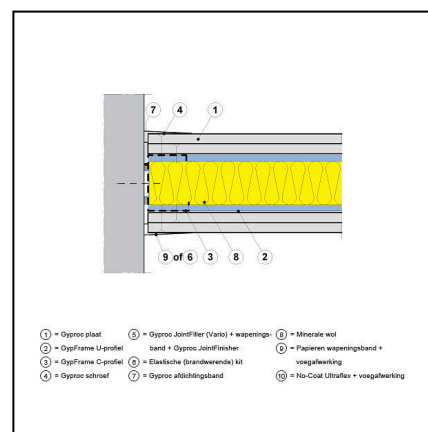 7 4 1
9 of 6 3 8 2
1 = Gyproc plaat
2 = GypFrame U-profiel
3 = GypFrame C-profiel
4 = Gyproc schroef
5 = Gyproc JointFiller (Vario) + wapenings-
band + Gyproc JointFinisher
6 = Elastische (brandwerende) kit
7 = Gyproc afdichtingsband
8 = Minerale wol
9 = Papieren wapeningsband +
voegafwerking
10 = No-Coat Ultraflex + voegafwerking